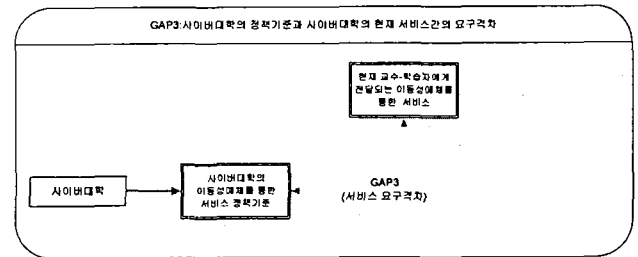 GAP3:사이버대학의 정책기준과 사이버대학의 현재 서비스간의 요구격차
현재 교수-학습자에게
전달되는 이동성매체를
통한 서비스
사이버대학
사이버대학의
이동성매체를 통한
서비스 정책기준
GAP3
(서비스 요구격차)